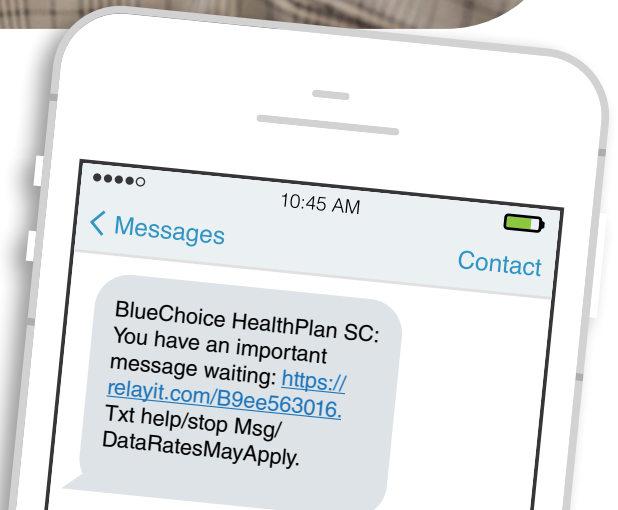 10:45 AM
Messages
Contact
BlueChoice HealthPlan SC:
You have an important
message waiting: https://
relayit.com/B9ee563016.
Txt help/stop Msg/
DataRatesMayApply.